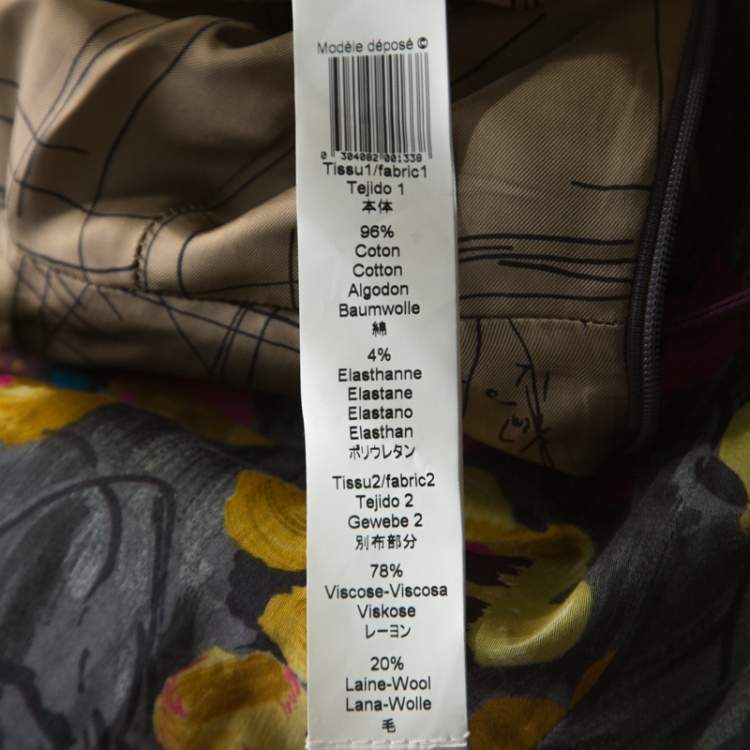 Modèle déposé ©
0 304082 001338
Tissu1/fabric1
Tejido 1
本体
96%
Coton
Cotton
Algodon
Baumwolle
綿
4%
Elasthanne
Elastane
Elastano
Elasthan
ポリウレタン
Tissu2/fabric2
Tejido 2
Gewebe 2
別布部分
78%
Viscose-Viscosa
Viskose
レーヨン
20%
Laine-Wool
Lana-Wolle
毛